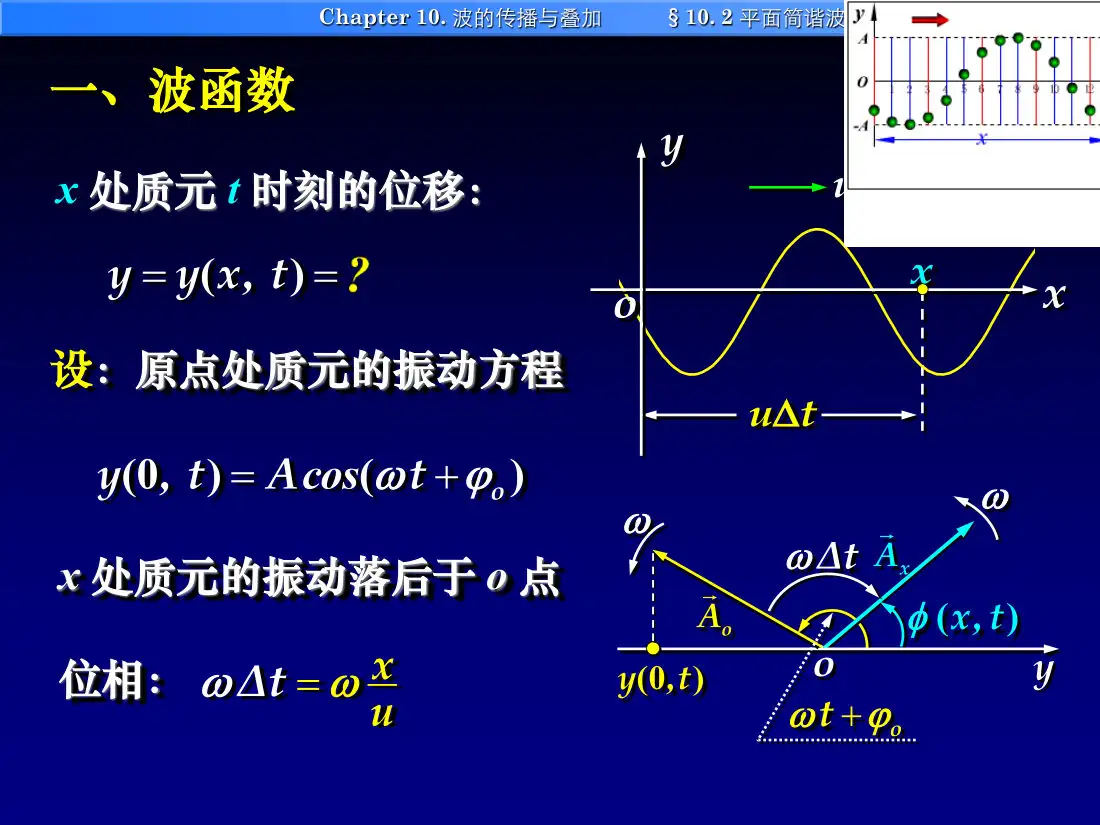 Chapter 10. 波的传播与叠加 §10. 2 平面简谐波
一、波函数
x 处质元 t 时刻的位移：
y = y(x, t) = ?
设：原点处质元的振动方程
y(0, t) = A cos(ωt + φo)
x 处质元的振动落后于 o 点
位相： ωΔt = ω x/u
y
A
O
-A
1 2 3 4 5 6 7 8 9 10 12
x
y
x
o
x
uΔt
ω
ω
ωΔt
A⃗x
A⃗o
ϕ(x, t)
y(0,t)
o
y
ωt + φo